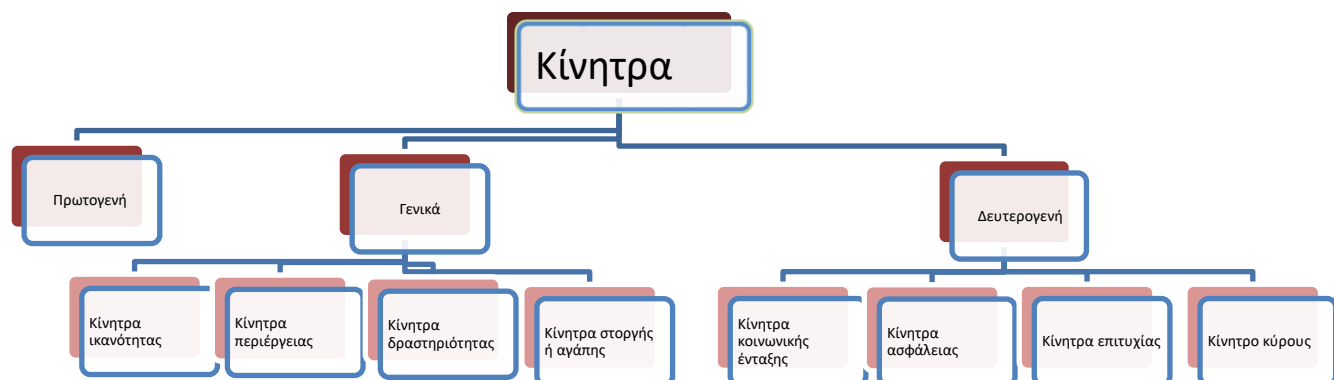 Κίνητρα
Πρωτογενή
Γενικά
Δευτερογενή
Κίνητρα
ικανότητας
Κίνητρα
περιέργειας
Κίνητρα
δραστηριότητας
Κίνητρα στοργής
ή αγάπης
Κίνητρα
κοινωνικής
ένταξης
Κίνητρα
ασφάλειας
Κίνητρα επιτυχίας
Κίνητρο κύρους